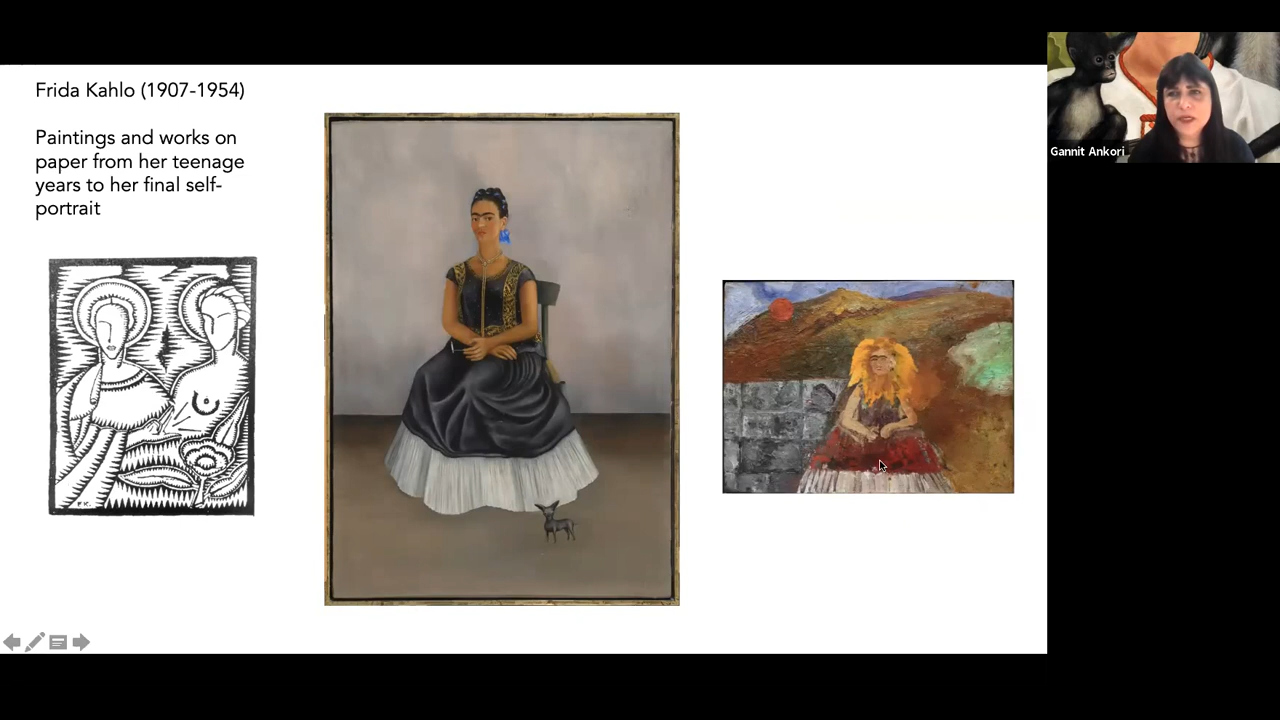 Frida Kahlo (1907-1954)
Paintings and works on
paper from her teenage
years to her final self-
portrait
F.K.
Gannit Ankori